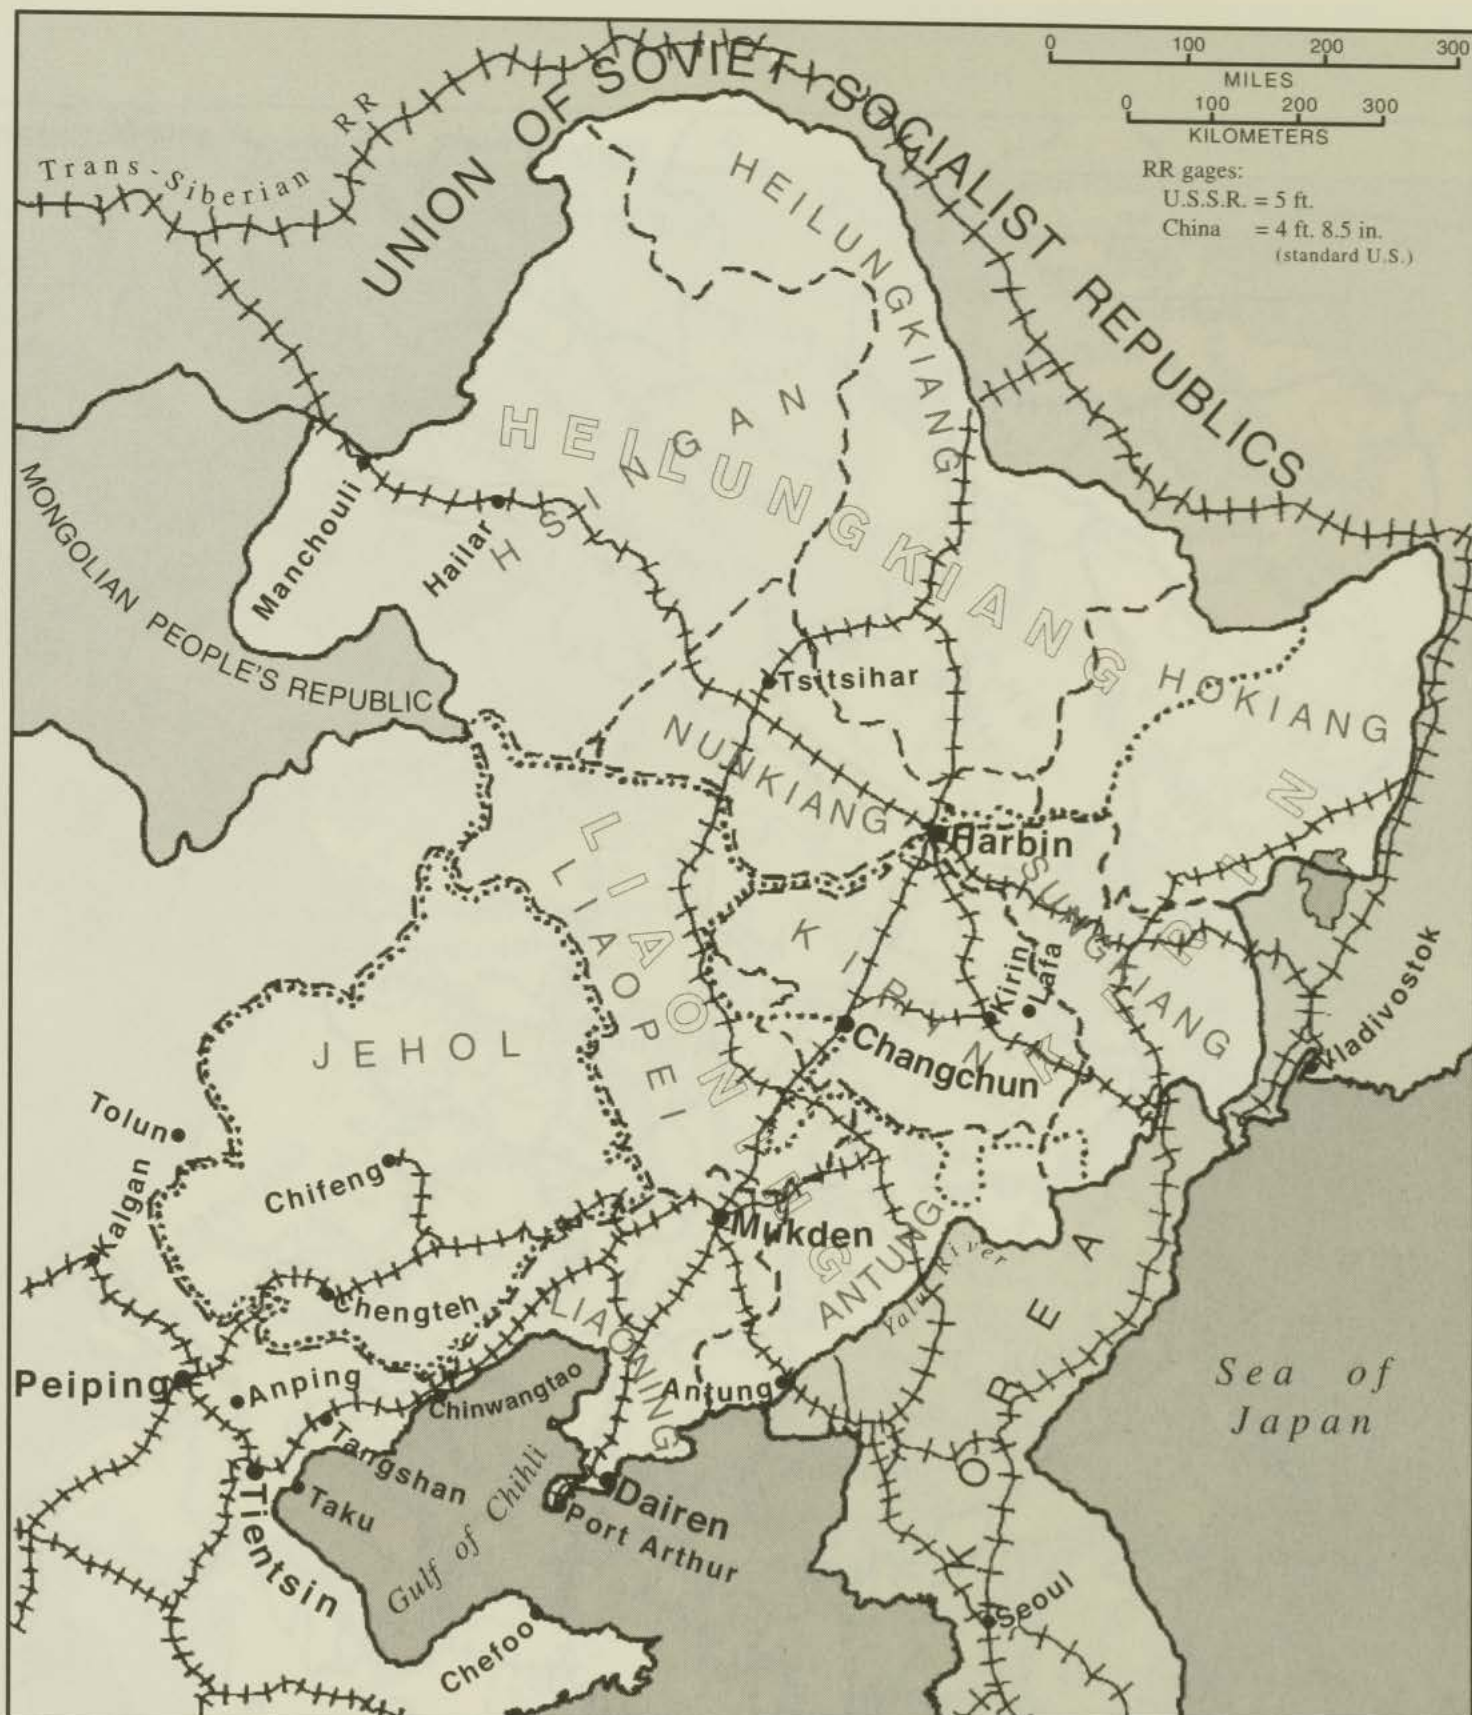 0 100 200 300
MILES
0 100 200 300
KILOMETERS
RR gages:
U.S.S.R. = 5 ft.
China = 4 ft. 8.5 in.
(standard U.S.)
Trans-Siberian RR
UNION OF SOVIET SOCIALIST REPUBLICS
HEILUNGKIANG
HEILUNGKIANG
HSINGAN
MONGOLIAN PEOPLE'S REPUBLIC
Manchouli
Hailar
Tsitsihar
HOKIANG
NUNKIANG
Harbin
SUNGKIANG
LIAOPEI
LIAONING
KIRIN
KIRIN
Kirin
Lafa
Vladivostok
Changchun
JEHOL
Tolun
Kalgan
Chifeng
Mukden
ANTUNG
Yalu River
Chengteh
LIAONING
KOREA
Peiping
Anping
Chinwangtao
Antung
Sea of
Japan
Tangshan
Taku
Tientsin
Gulf of Chihli
Dairen
Port Arthur
Seoul
Chefoo